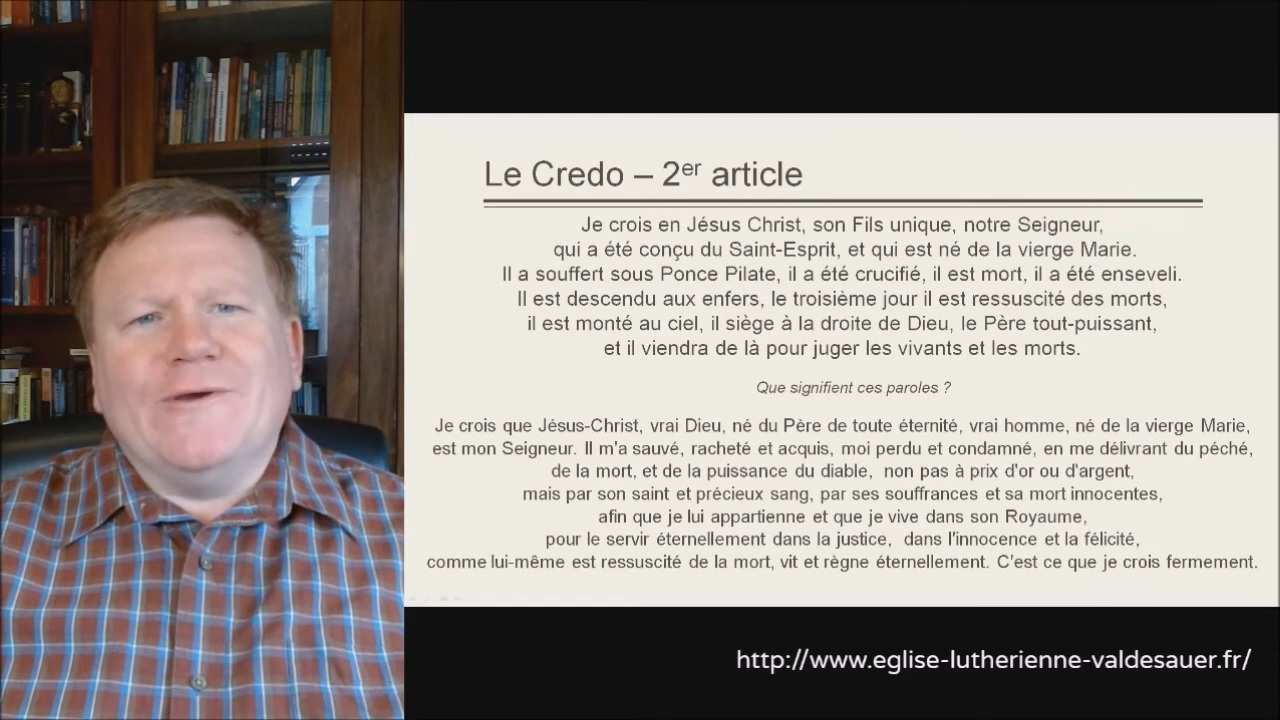 Le Credo – 2er article
Je crois en Jésus Christ, son Fils unique, notre Seigneur,
qui a été conçu du Saint-Esprit, et qui est né de la vierge Marie.
Il a souffert sous Ponce Pilate, il a été crucifié, il est mort, il a été enseveli.
Il est descendu aux enfers, le troisième jour il est ressuscité des morts,
il est monté au ciel, il siège à la droite de Dieu, le Père tout-puissant,
et il viendra de là pour juger les vivants et les morts.
Que signifient ces paroles ?
Je crois que Jésus-Christ, vrai Dieu, né du Père de toute éternité, vrai homme, né de la vierge Marie,
est mon Seigneur. Il m'a sauvé, racheté et acquis, moi perdu et condamné, en me délivrant du péché,
de la mort, et de la puissance du diable, non pas à prix d'or ou d'argent,
mais par son saint et précieux sang, par ses souffrances et sa mort innocentes,
afin que je lui appartienne et que je vive dans son Royaume,
pour le servir éternellement dans la justice, dans l'innocence et la félicité,
comme lui-même est ressuscité de la mort, vit et règne éternellement. C'est ce que je crois fermement.
http://www.eglise-lutherienne-valdesauer.fr/